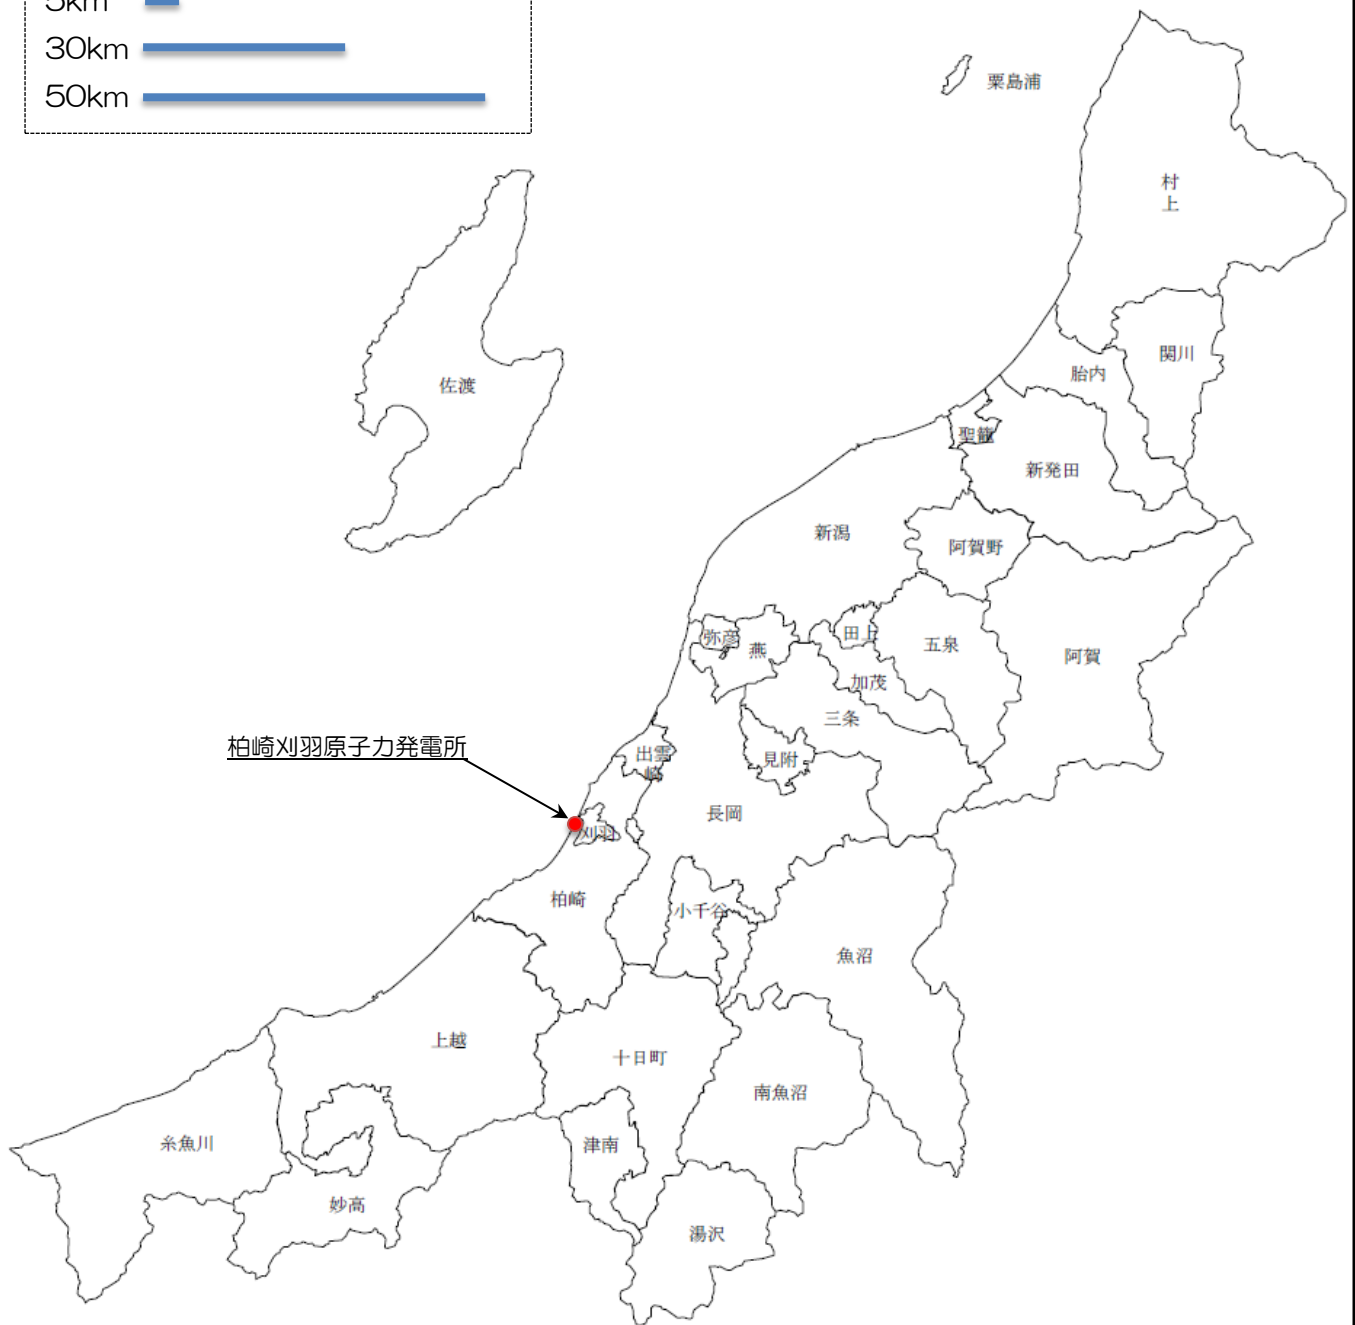 5km
30km
50km
粟島浦
村
上
関川
胎内
佐渡
聖籠
新発田
新潟
阿賀野
弥彦
燕
田上
五泉
阿賀
加茂
三条
柏崎刈羽原子力発電所
出雲
崎
見附
長岡
刈羽
柏崎
小千谷
魚沼
上越
十日町
南魚沼
糸魚川
津南
妙高
湯沢